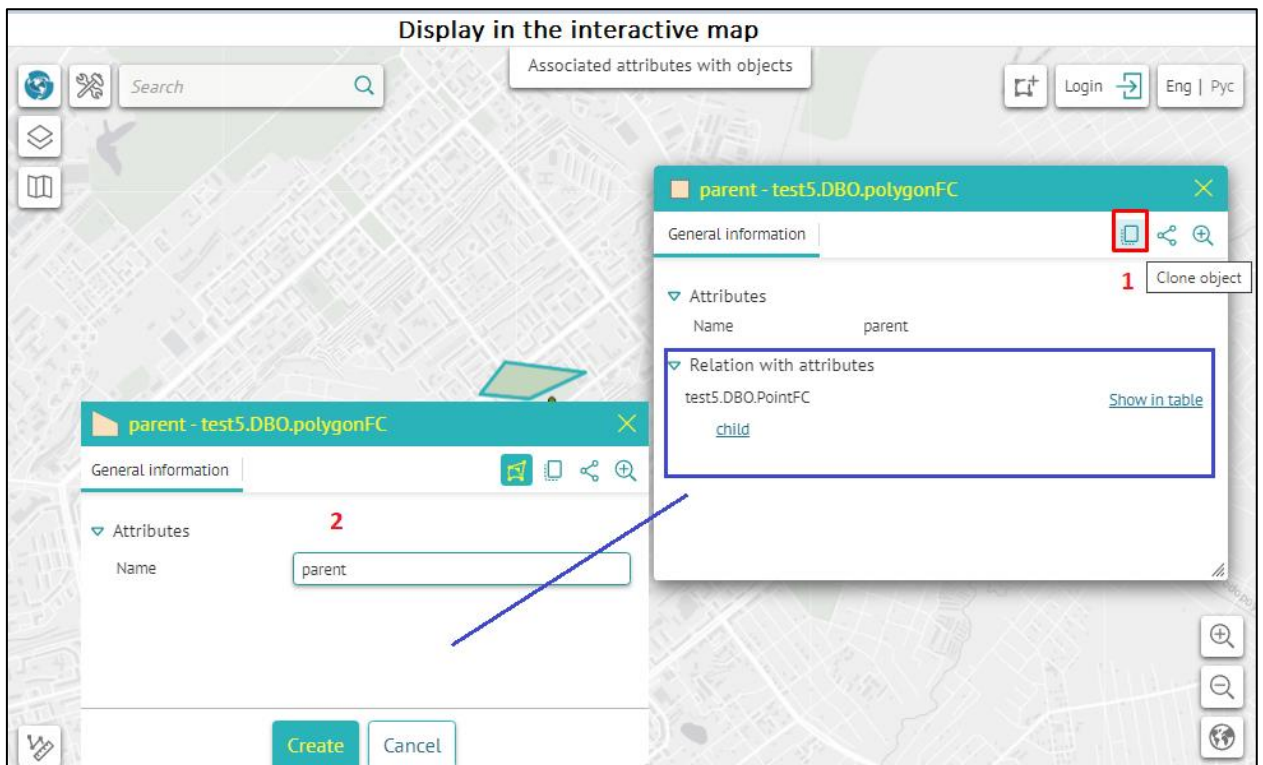 Display in the interactive map
Associated attributes with objects
Search
Login
Eng | Рус
parent - test5.DBO.polygonFC
General information
1
Clone object
Attributes
Name parent
Relation with attributes
test5.DBO.PointFC Show in table
child
parent - test5.DBO.polygonFC
General information
2
Attributes
Name parent
Create Cancel